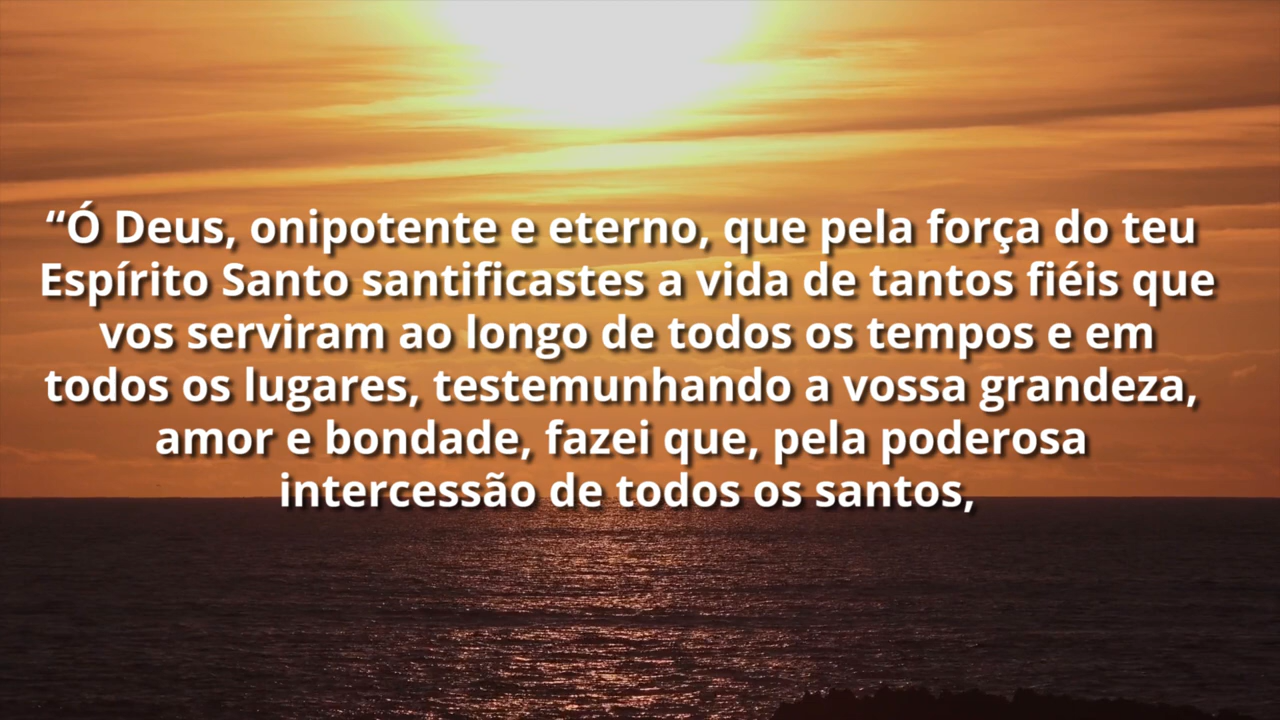 “Ó Deus, onipotente e eterno, que pela força do teu
Espírito Santo santificastes a vida de tantos fiéis que
vos serviram ao longo de todos os tempos e em
todos os lugares, testemunhando a vossa grandeza,
amor e bondade, fazei que, pela poderosa
intercessão de todos os santos,